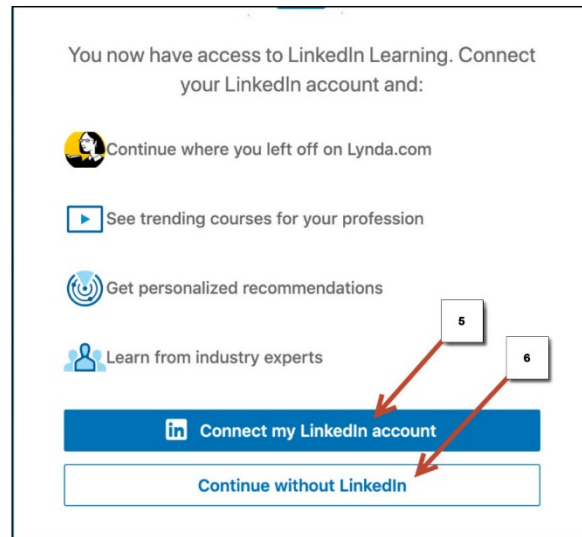 You now have access to LinkedIn Learning. Connect
your LinkedIn account and:
Continue where you left off on Lynda.com
See trending courses for your profession
Get personalized recommendations
5
Learn from industry experts
6
in Connect my LinkedIn account
Continue without LinkedIn